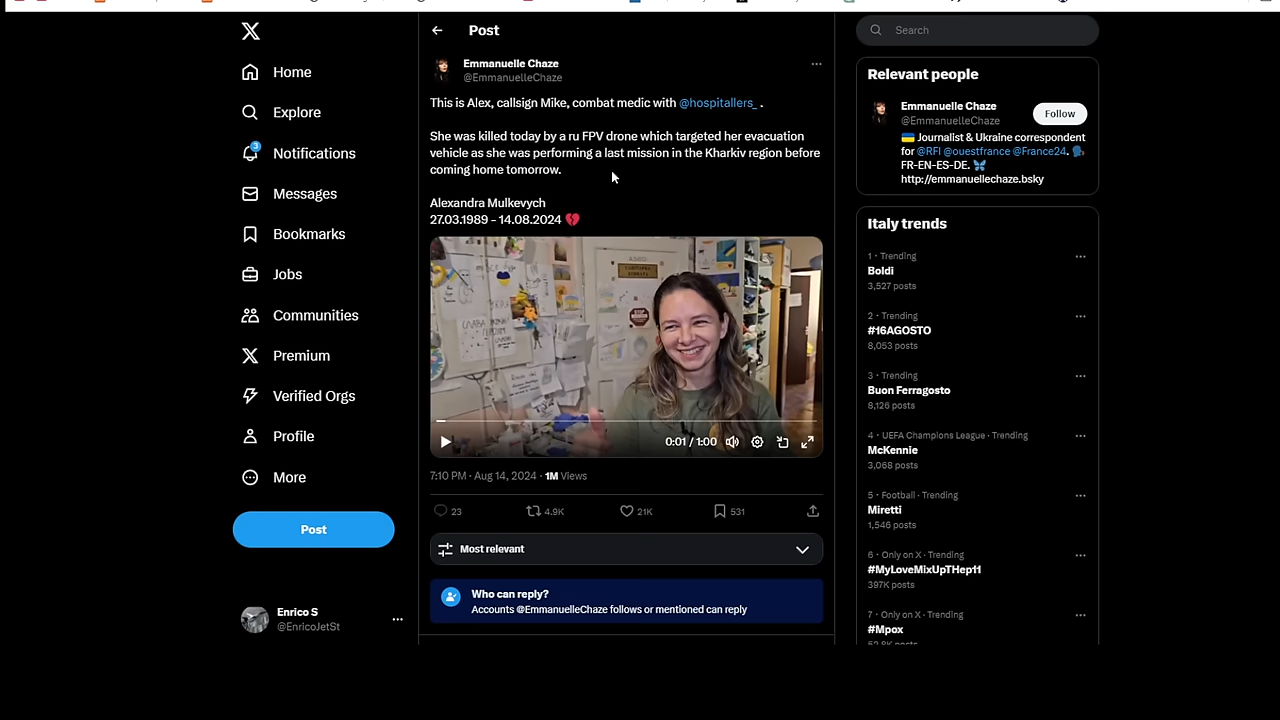 Home
Explore
3
Notifications
Messages
Bookmarks
Jobs
Communities
Premium
Verified Orgs
Profile
More
Post
Enrico S
@EnricoJetSt
Post
Emmanuelle Chaze
@EmmanuelleChaze
This is Alex, callsign Mike, combat medic with @hospitallers_ .
She was killed today by a ru FPV drone which targeted her evacuation
vehicle as she was performing a last mission in the Kharkiv region before
coming home tomorrow.
Alexandra Mulkevych
27.03.1989 - 14.08.2024 💔
STOP
0:01 / 1:00
7:10 PM · Aug 14, 2024 · 1M Views
23
4.9K
21K
531
Most relevant
Who can reply?
Accounts @EmmanuelleChaze follows or mentioned can reply
Search
Relevant people
Emmanuelle Chaze
@EmmanuelleChaze
Follow
🇺🇦 Journalist & Ukraine correspondent
for @RFI @ouestfrance @France24. 🗣
FR-EN-ES-DE. 🦋
http://emmanuellechaze.bsky
Italy trends
1 · Trending
Boldi
3,527 posts
2 · Trending
#16AGOSTO
8,053 posts
3 · Trending
Buon Ferragosto
8,126 posts
4 · UEFA Champions League · Trending
McKennie
3,068 posts
5 · Football · Trending
Miretti
1,546 posts
6 · Only on X · Trending
#MyLoveMixUpTHep11
397K posts
7 · Only on X · Trending
#Mpox